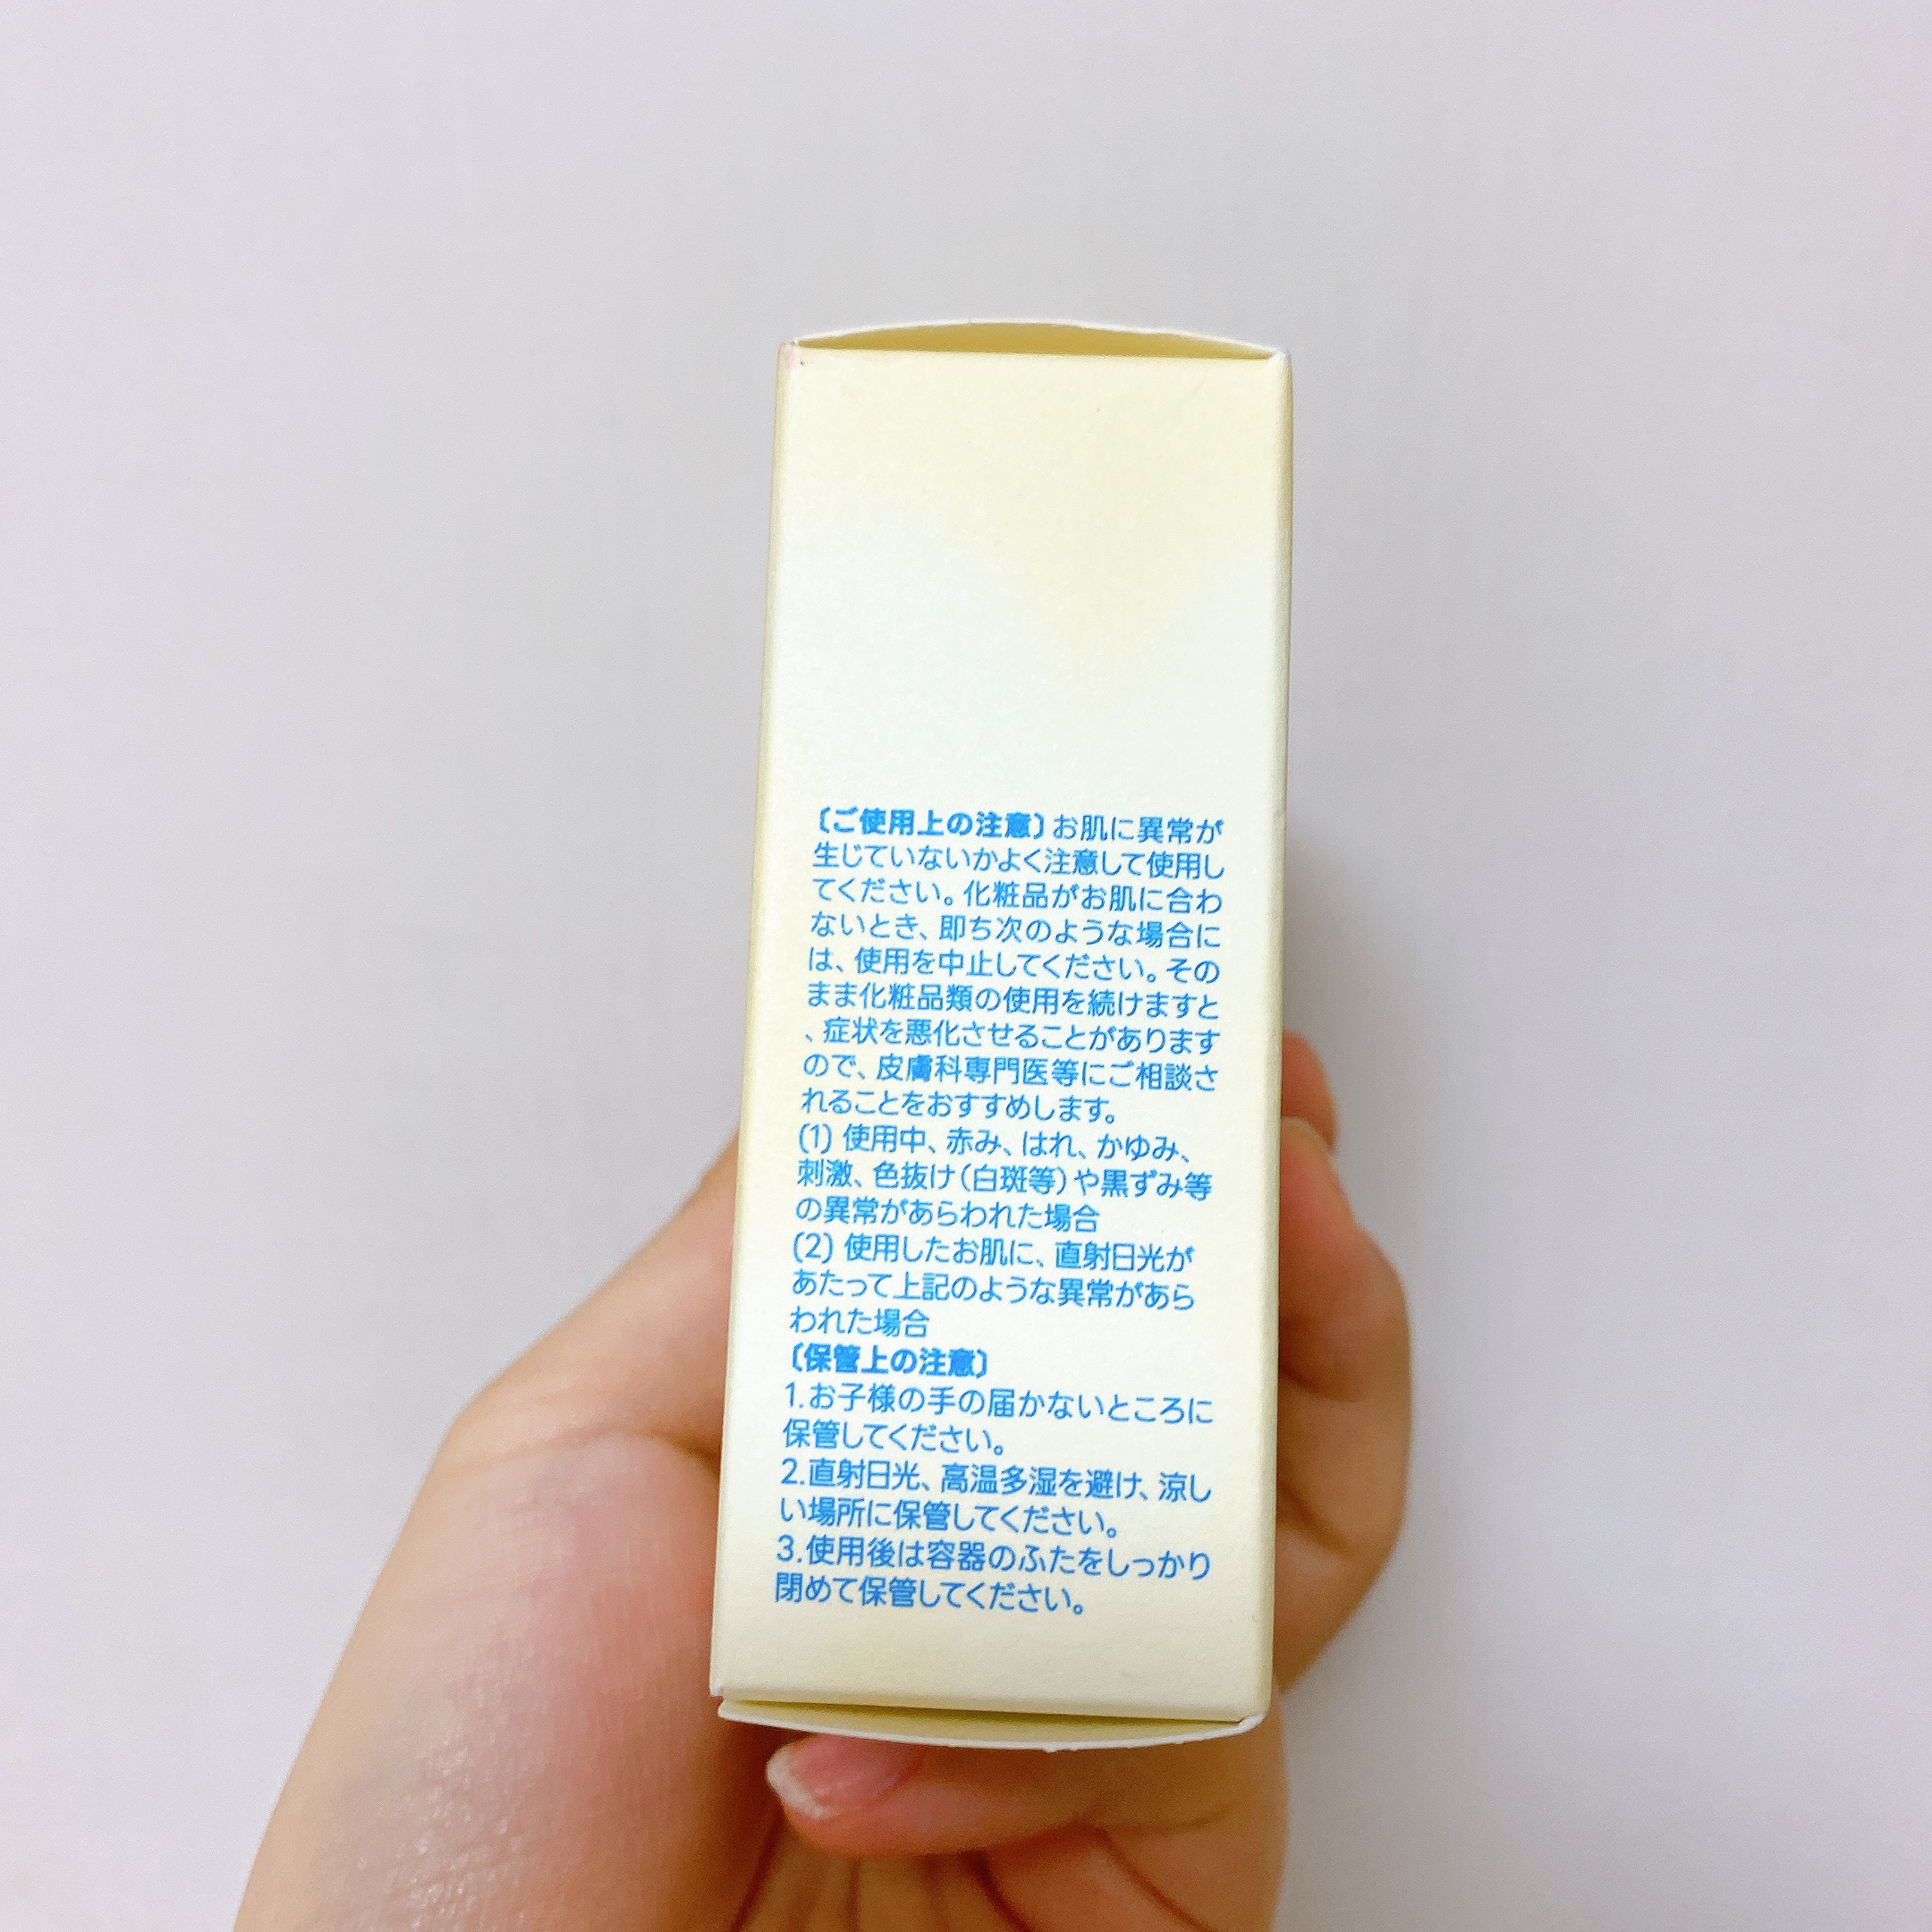 〔ご使用上の注意〕お肌に異常が
生じていないかよく注意して使用し
てください。化粧品がお肌に合わ
ないとき、即ち次のような場合に
は、使用を中止してください。その
まま化粧品類の使用を続けますと
、症状を悪化させることがあります
ので、皮膚科専門医等にご相談さ
れることをおすすめします。
(1) 使用中、赤み、はれ、かゆみ、
刺激、色抜け（白斑等）や黒ずみ等
の異常があらわれた場合
(2) 使用したお肌に、直射日光が
あたって上記のような異常があら
われた場合
〔保管上の注意〕
1.お子様の手の届かないところに
保管してください。
2.直射日光、高温多湿を避け、涼し
い場所に保管してください。
3.使用後は容器のふたをしっかり
閉めて保管してください。